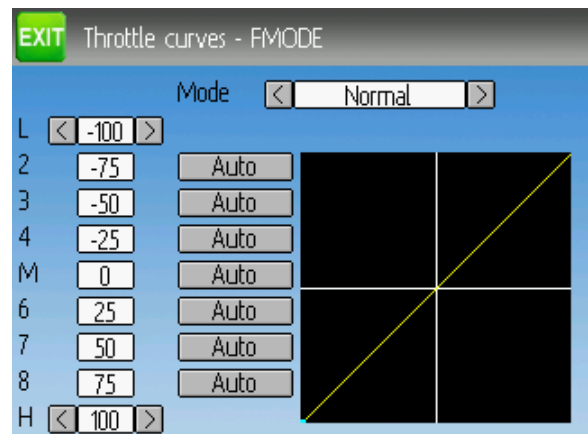 EXIT Throttle curves - FMODE
Mode < Normal >
L < -100 >
2 -75 Auto
3 -50 Auto
4 -25 Auto
M 0 Auto
6 25 Auto
7 50 Auto
8 75 Auto
H < 100 >